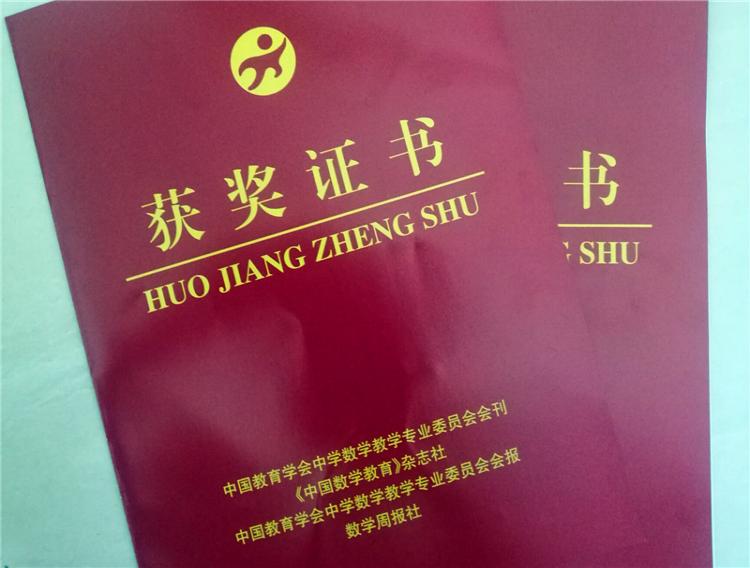 获奖证书
HUO JIANG ZHENG SHU
中国教育学会中学数学教学专业委员会会刊
《中国数学教育》杂志社
中国教育学会中学数学教学专业委员会会报
数学周报社
书
SHU